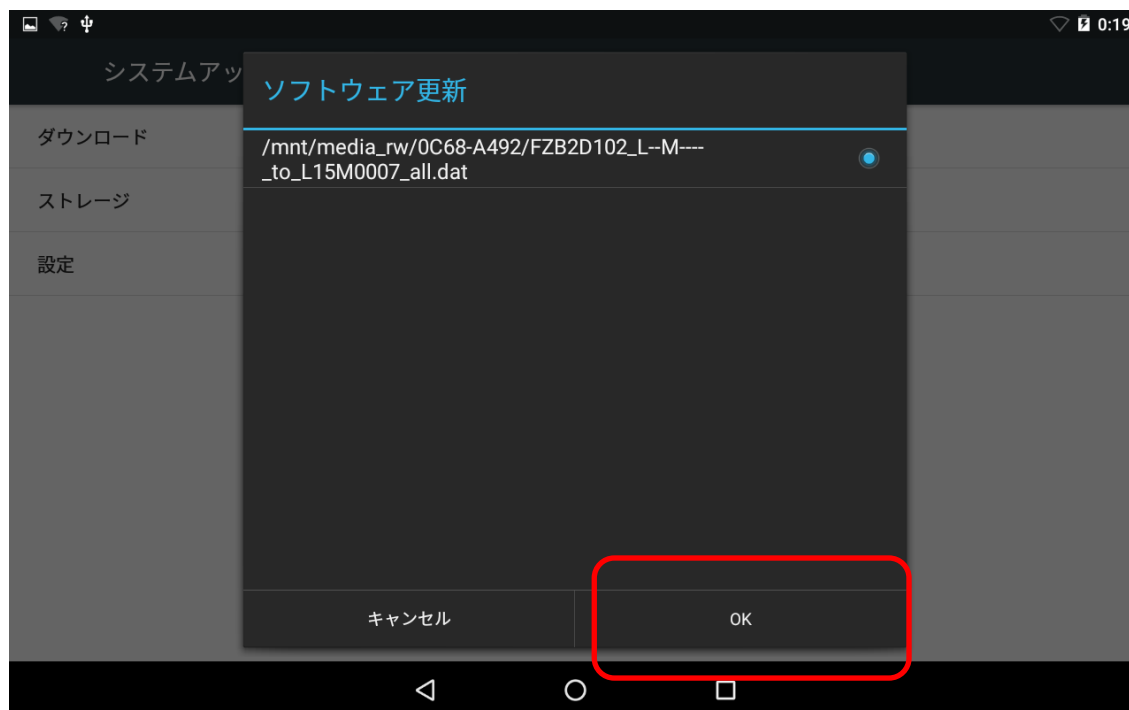 0:19
システムアッ
ソフトウェア更新
ダウンロード
/mnt/media_rw/0C68-A492/FZB2D102_L--M----
_to_L15M0007_all.dat
ストレージ
設定
キャンセル
OK